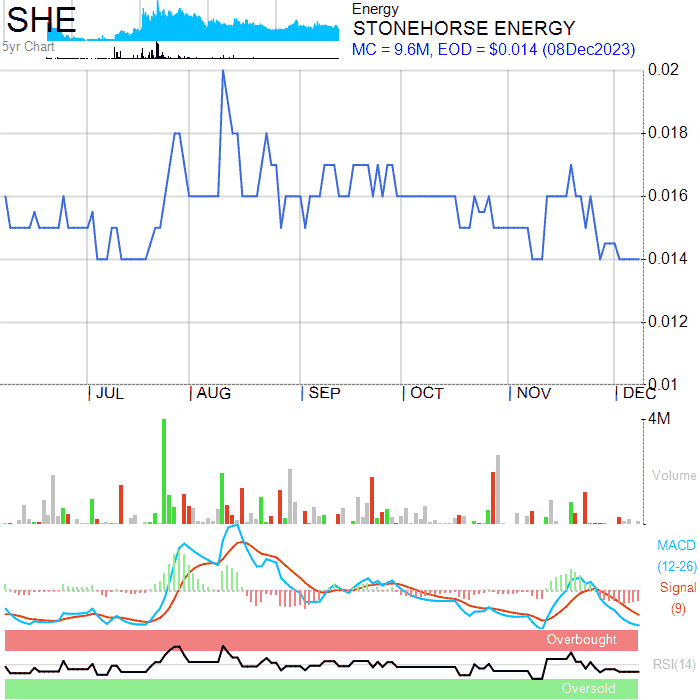 SHE
5yr Chart
Energy
STONEHORSE ENERGY
MC = 9.6M, EOD = $0.014 (08Dec2023)
0.02
0.018
0.016
0.014
0.012
0.01
JUL AUG SEP OCT NOV DEC
4M
Volume
MACD
(12-26)
Signal
(9)
Overbought
RSI(14)
Oversold